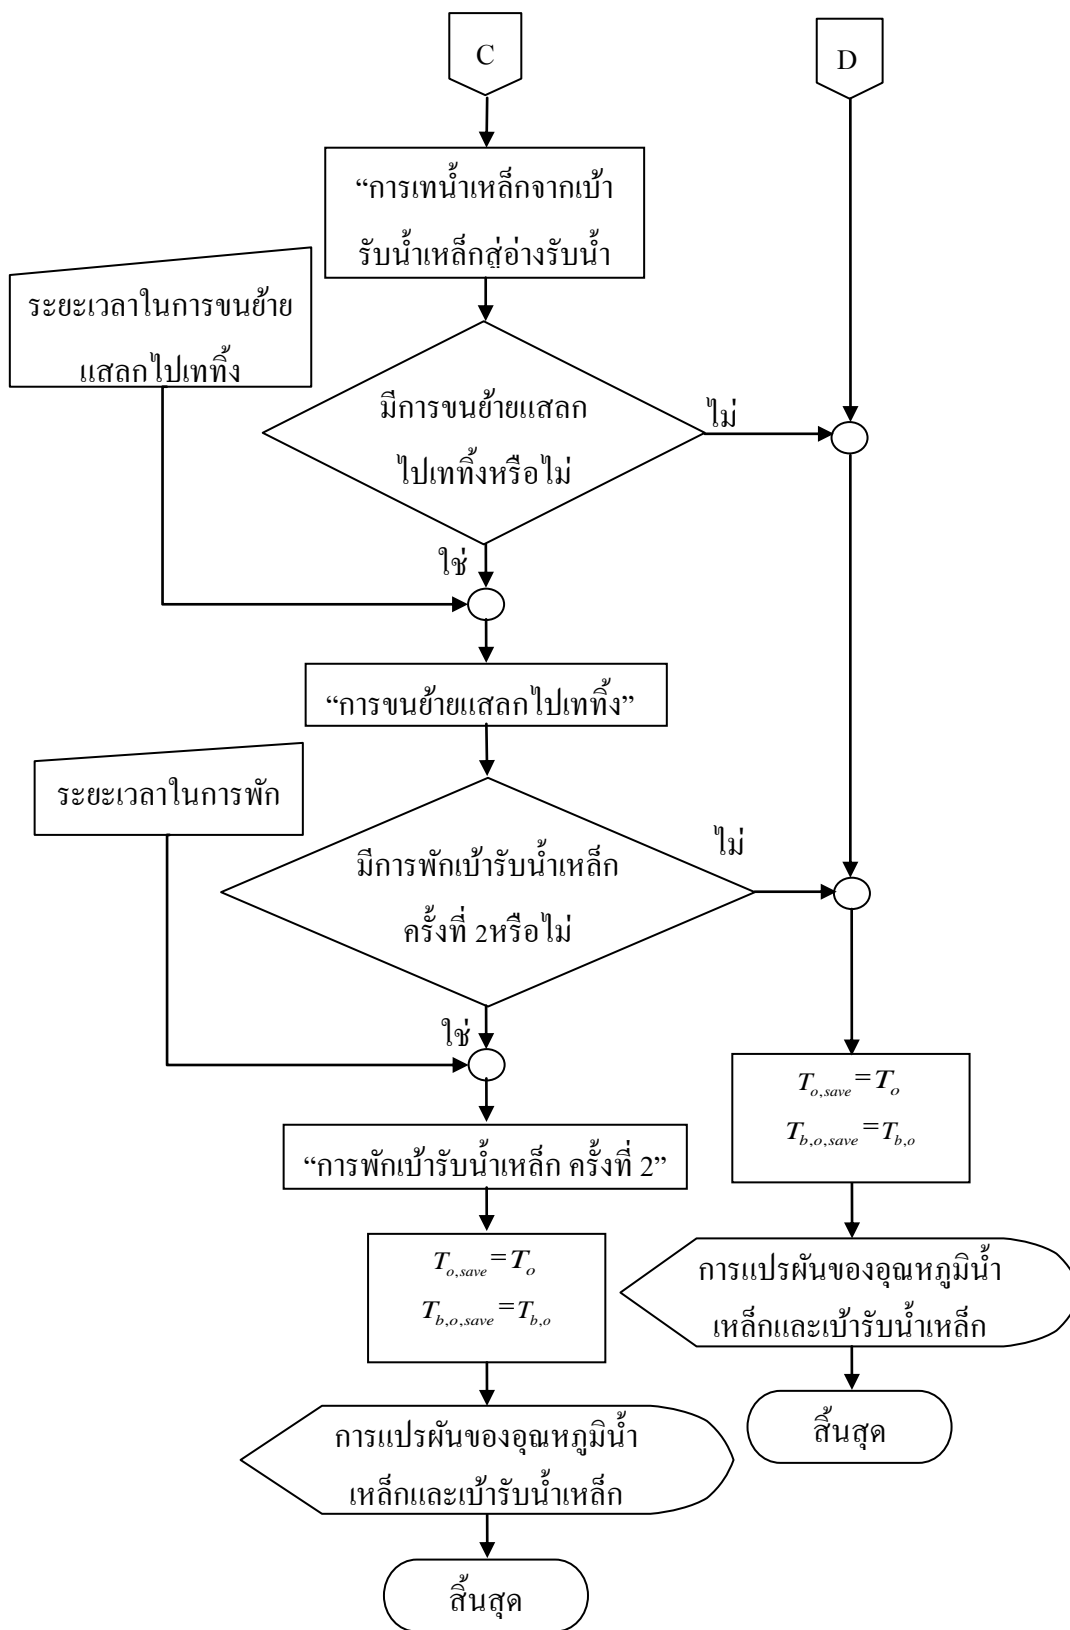 C
D
“การเทน้ำเหล็กจากเบ้า
รับน้ำเหล็กสู่อ่างรับน้ำ
ระยะเวลาในการขนย้าย
แสลกไปเททิ้ง
มีการขนย้ายแสลก
ไปเททิ้งหรือไม่
ไม่
ใช่
“การขนย้ายแสลกไปเททิ้ง”
ระยะเวลาในการพัก
มีการพักเบ้ารับน้ำเหล็ก
ครั้งที่ 2หรือไม่
ไม่
ใช่
“การพักเบ้ารับน้ำเหล็ก ครั้งที่ 2”
T_{o,save}=T_o
T_{b,o,save}=T_{b,o}
การแปรผันของอุณหภูมิน้ำ
เหล็กและเบ้ารับน้ำเหล็ก
สิ้นสุด
T_{o,save}=T_o
T_{b,o,save}=T_{b,o}
การแปรผันของอุณหภูมิน้ำ
เหล็กและเบ้ารับน้ำเหล็ก
สิ้นสุด